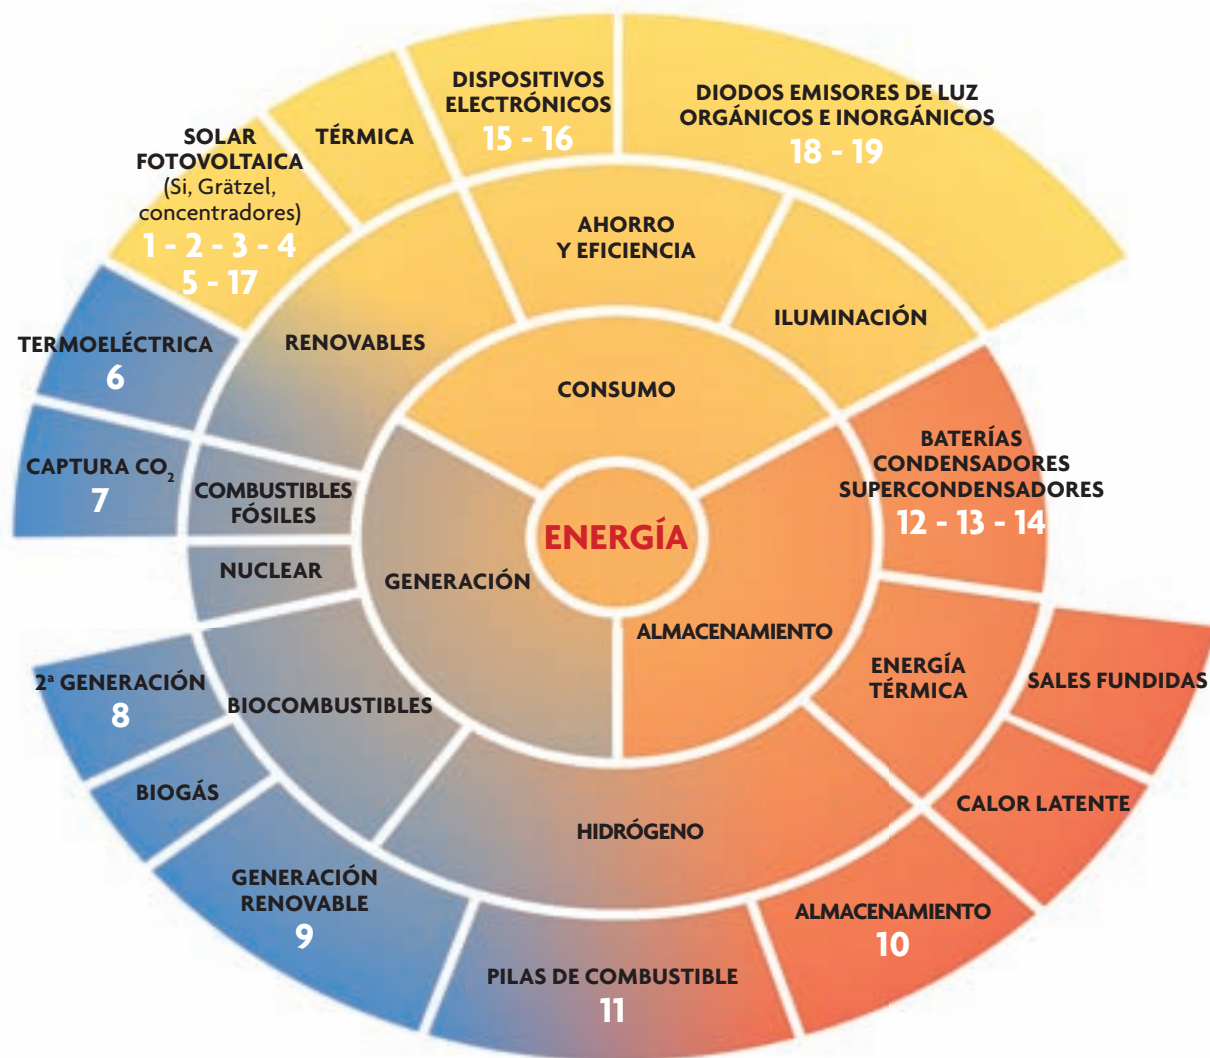 DISPOSITIVOS
ELECTRÓNICOS
15 - 16
DIODOS EMISORES DE LUZ
ORGÁNICOS E INORGÁNICOS
18 - 19
TÉRMICA
SOLAR
FOTOVOLTAICA
(Si, Grätzel,
concentradores)
1 - 2 - 3 - 4
5 - 17
AHORRO
Y EFICIENCIA
ILUMINACIÓN
RENOVABLES
TERMOELÉCTRICA
6
CONSUMO
BATERÍAS
CONDENSADORES
SUPERCONDENSADORES
12 - 13 - 14
CAPTURA CO₂
7
COMBUSTIBLES
FÓSILES
ENERGÍA
NUCLEAR
GENERACIÓN
ALMACENAMIENTO
ENERGÍA
TÉRMICA
SALES FUNDIDAS
2ª GENERACIÓN
8
BIOCOMBUSTIBLES
BIOGÁS
CALOR LATENTE
HIDRÓGENO
GENERACIÓN
RENOVABLE
9
ALMACENAMIENTO
10
PILAS DE COMBUSTIBLE
11